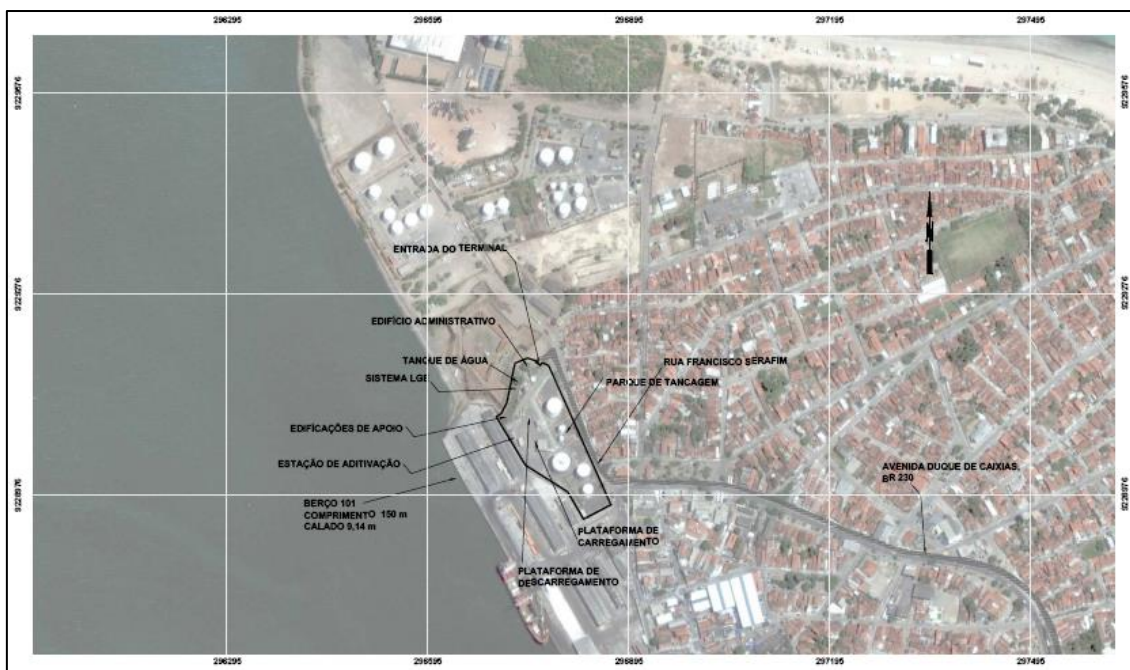 296295 296595 296895 297195 297495
9229576 9229577
ENTRADA DO TERMINAL
9229276 9229276
EDIFÍCIO ADMINISTRATIVO
TANQUE DE ÁGUA
RUA FRANCISCO SERAFIM
SISTEMA LGE
PARQUE DE TANCAGEM
EDIFICAÇÕES DE APOIO
ESTAÇÃO DE ADITIVAÇÃO
AVENIDA DUQUE DE CAIXIAS,
BR 230
BERÇO 101
COMPRIMENTO 150 m
CALADO 9,14 m
9228976 9228976
PLATAFORMA DE
CARREGAMENTO
PLATAFORMA DE
DESCARREGAMENTO
296295 296595 296895 297195 297495